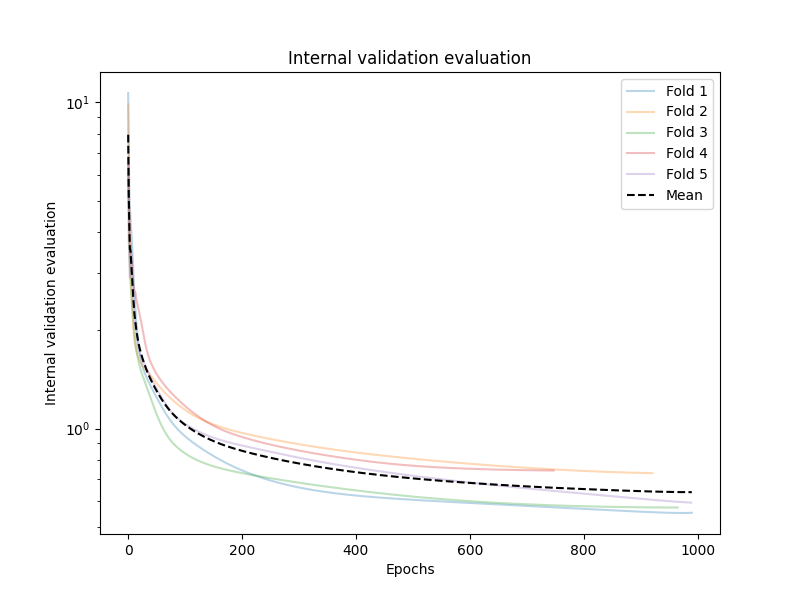 Internal validation evaluation
Internal validation evaluation
10¹
10⁰
Fold 1
Fold 2
Fold 3
Fold 4
Fold 5
Mean
0
200
400
600
800
1000
Epochs